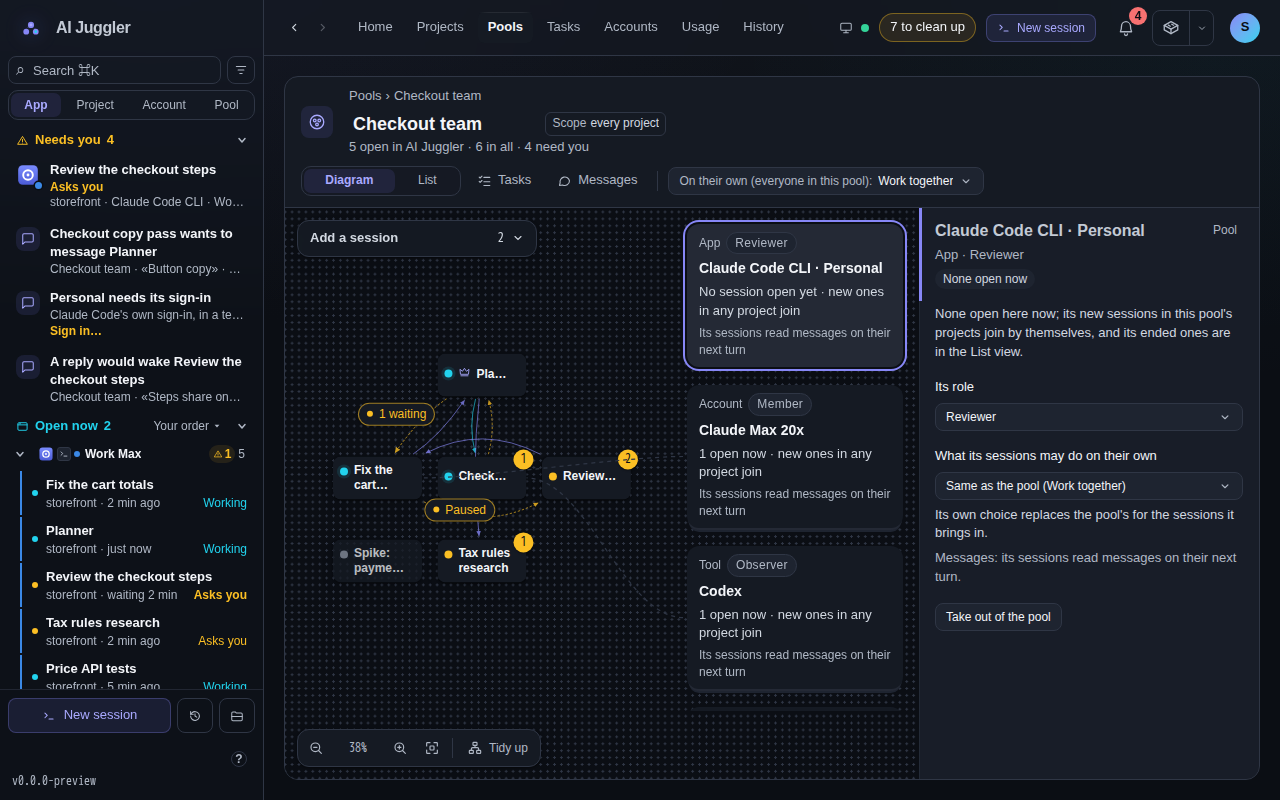 AI Juggler
Search ⌘K
App Project Account Pool
Needs you 4
Review the checkout steps
Asks you
storefront · Claude Code CLI · Wo…
Checkout copy pass wants to
message Planner
Checkout team · «Button copy» · …
Personal needs its sign-in
Claude Code's own sign-in, in a te…
Sign in…
A reply would wake Review the
checkout steps
Checkout team · «Steps share on…
Open now 2 Your order
Work Max 1 5
Fix the cart totals
storefront · 2 min ago Working
Planner
storefront · just now Working
Review the checkout steps
storefront · waiting 2 min Asks you
Tax rules research
storefront · 2 min ago Asks you
Price API tests
storefront · 5 min ago Working
New session
?
v0.0.0-preview
Home Projects Pools Tasks Accounts Usage History
7 to clean up
New session
4
S
Pools › Checkout team
Checkout team
Scope every project
5 open in AI Juggler · 6 in all · 4 need you
Diagram List Tasks Messages
On their own (everyone in this pool): Work together
Add a session 2
Pla…
1 waiting
Fix the
cart…
Check…
1
Review…
2
Paused
Spike:
payme…
Tax rules
research
1
App Reviewer
Claude Code CLI · Personal
No session open yet · new ones
in any project join
Its sessions read messages on their
next turn
Account Member
Claude Max 20x
1 open now · new ones in any
project join
Its sessions read messages on their
next turn
Tool Observer
Codex
1 open now · new ones in any
project join
Its sessions read messages on their
next turn
38%
Tidy up
Claude Code CLI · Personal Pool
App · Reviewer
None open now
None open here now; its new sessions in this pool's
projects join by themselves, and its ended ones are
in the List view.
Its role
Reviewer
What its sessions may do on their own
Same as the pool (Work together)
Its own choice replaces the pool's for the sessions it
brings in.
Messages: its sessions read messages on their next
turn.
Take out of the pool